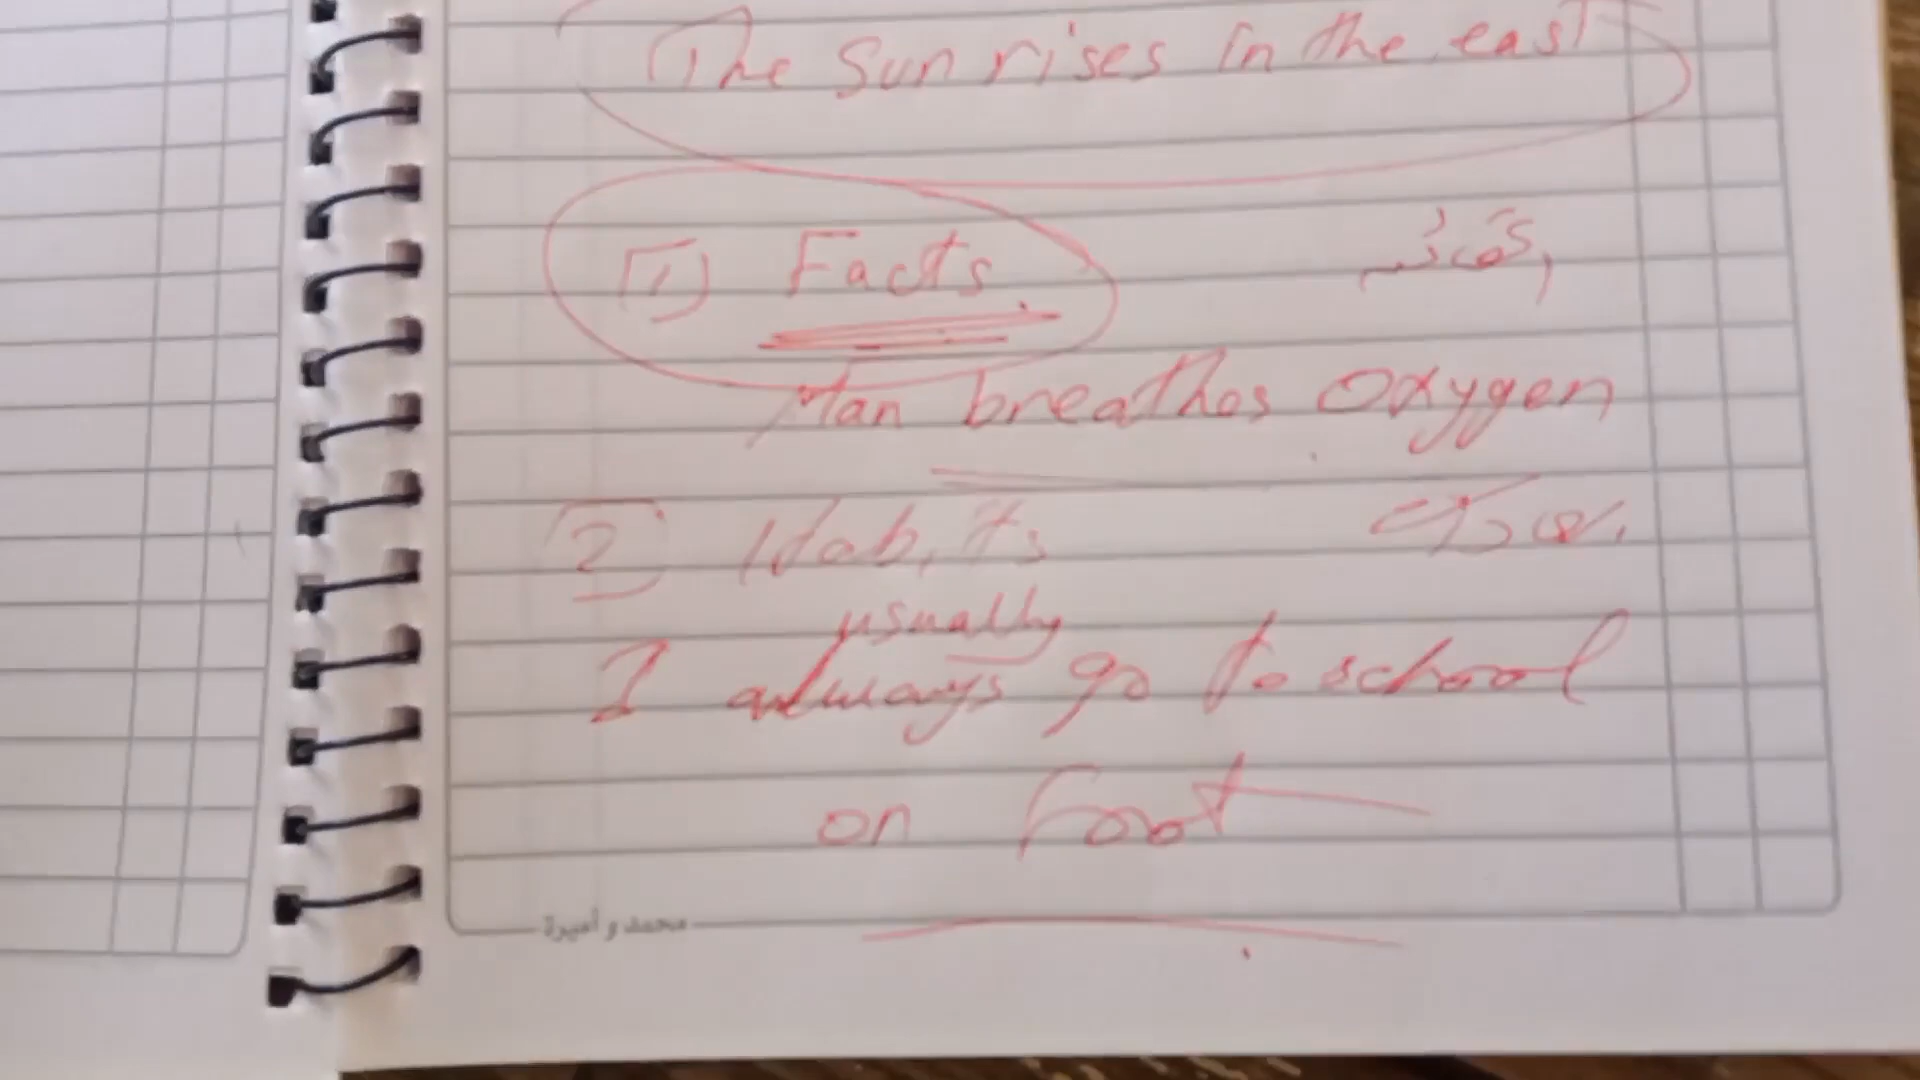 The Sun rises in the east
(1) Facts حقائق
Man breathes Oxygen
(2) Habits
usually
I always go to school
on Foot
محمد و أميرة